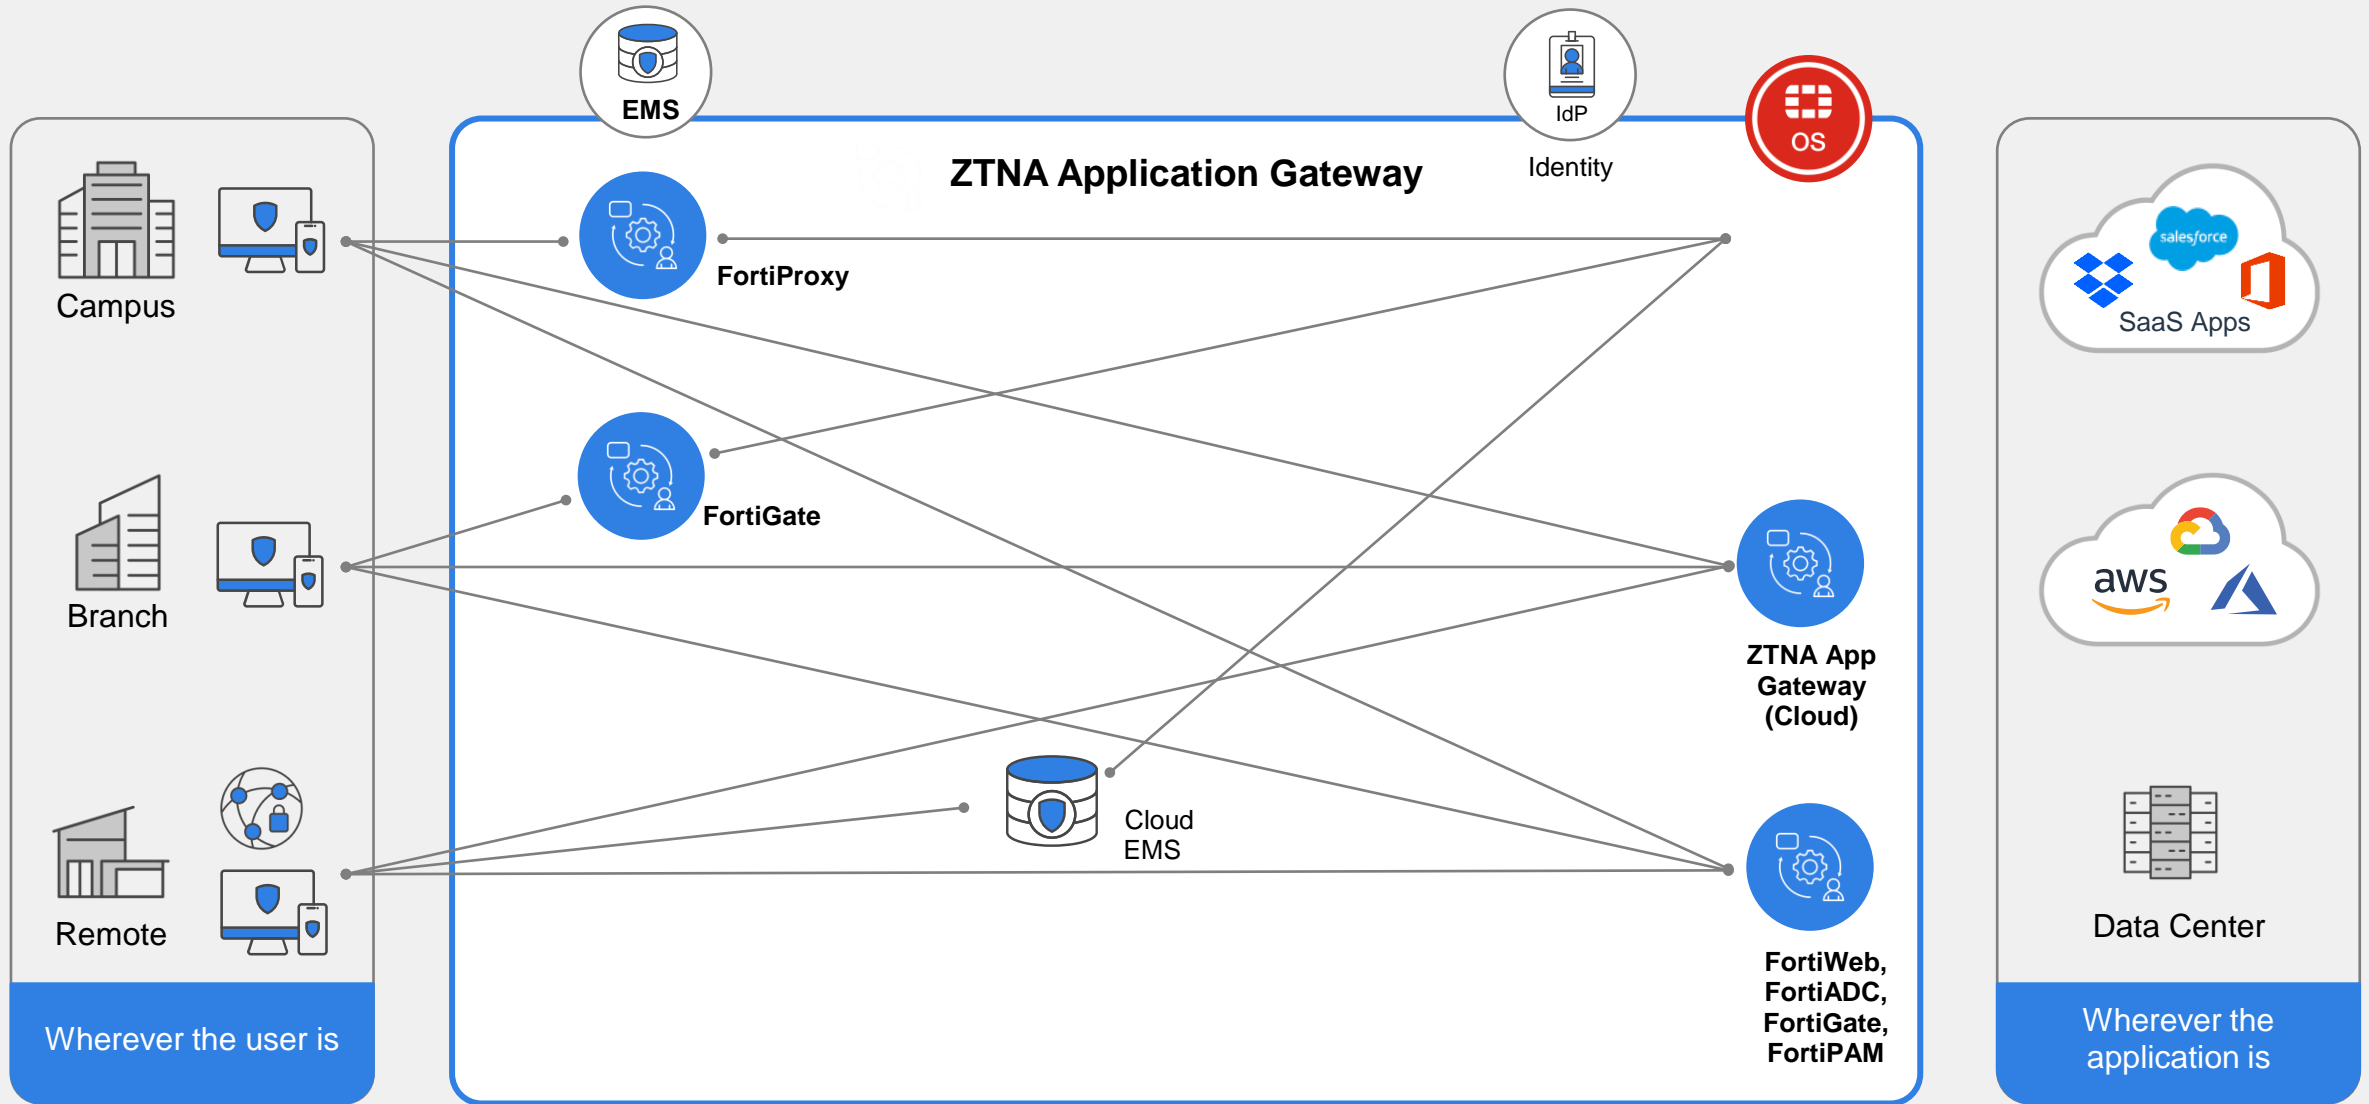 EMS
IdP
Identity
OS
ZTNA Application Gateway
Campus
Branch
Remote
Wherever the user is
FortiProxy
FortiGate
Cloud
EMS
ZTNA App
Gateway
(Cloud)
FortiWeb,
FortiADC,
FortiGate,
FortiPAM
salesforce
SaaS Apps
aws
Data Center
Wherever the
application is